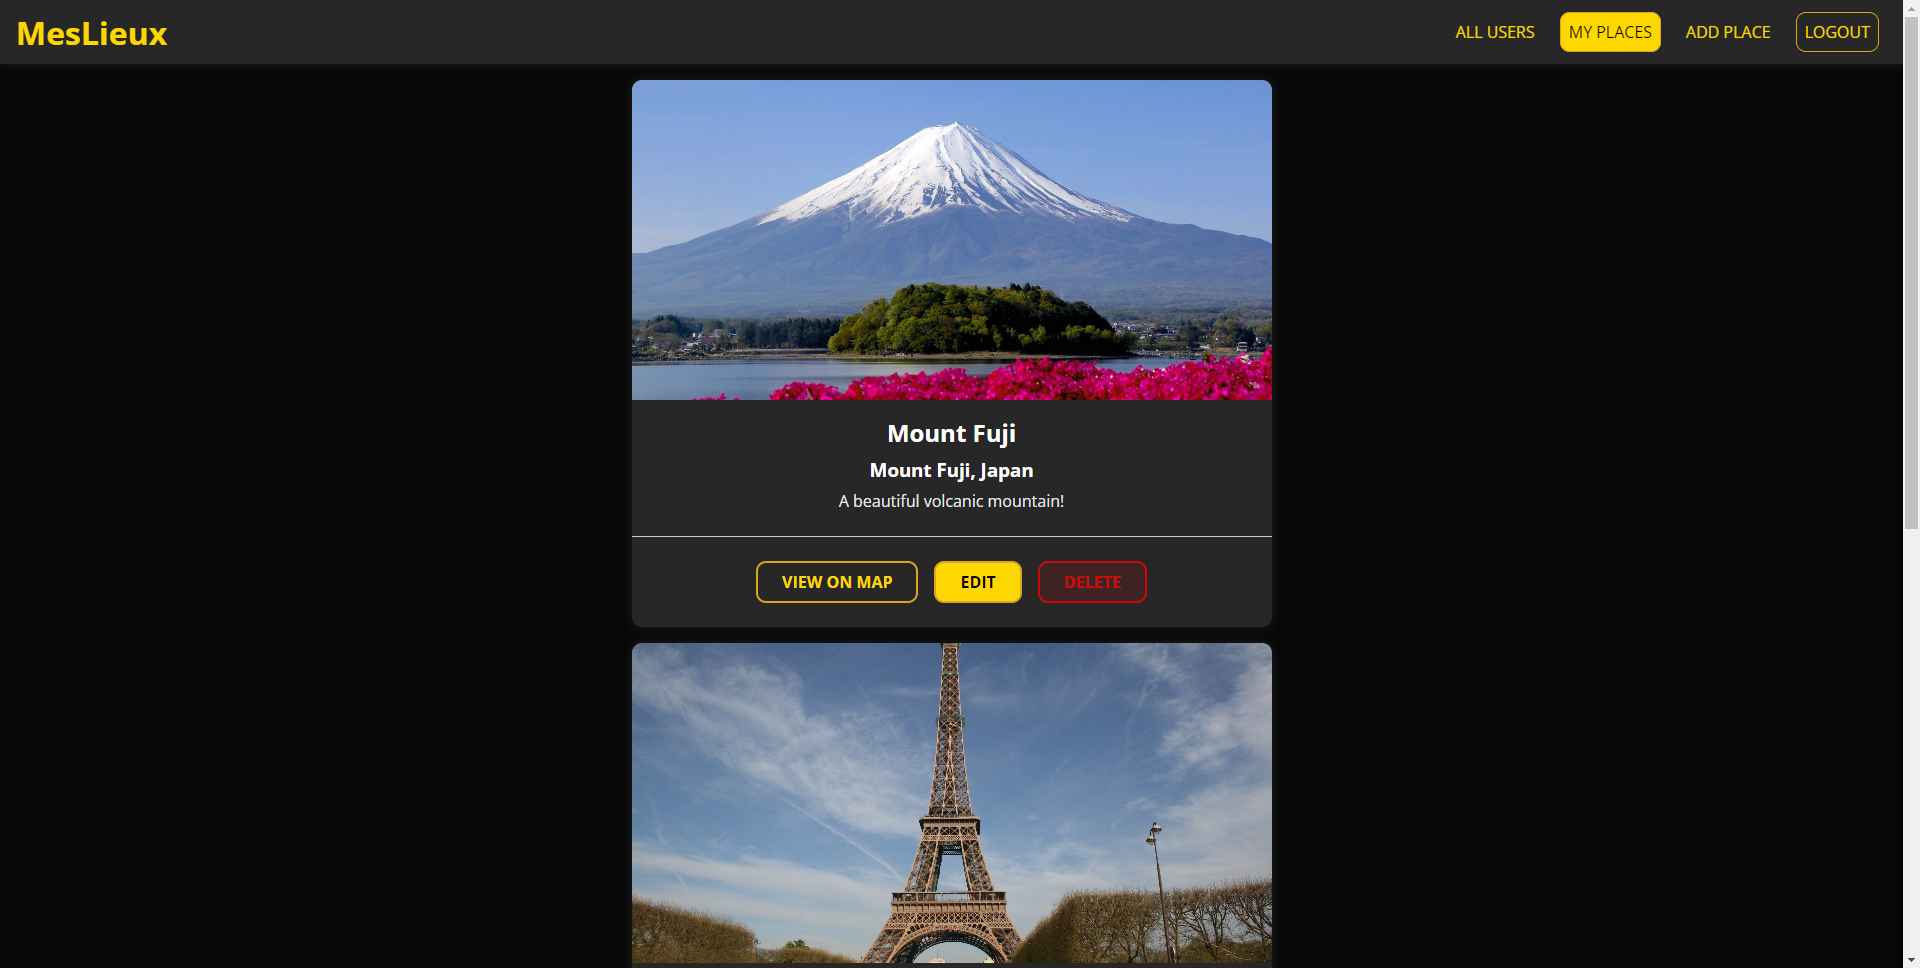 MesLieux
ALL USERS
MY PLACES
ADD PLACE
LOGOUT
Mount Fuji
Mount Fuji, Japan
A beautiful volcanic mountain!
VIEW ON MAP
EDIT
DELETE